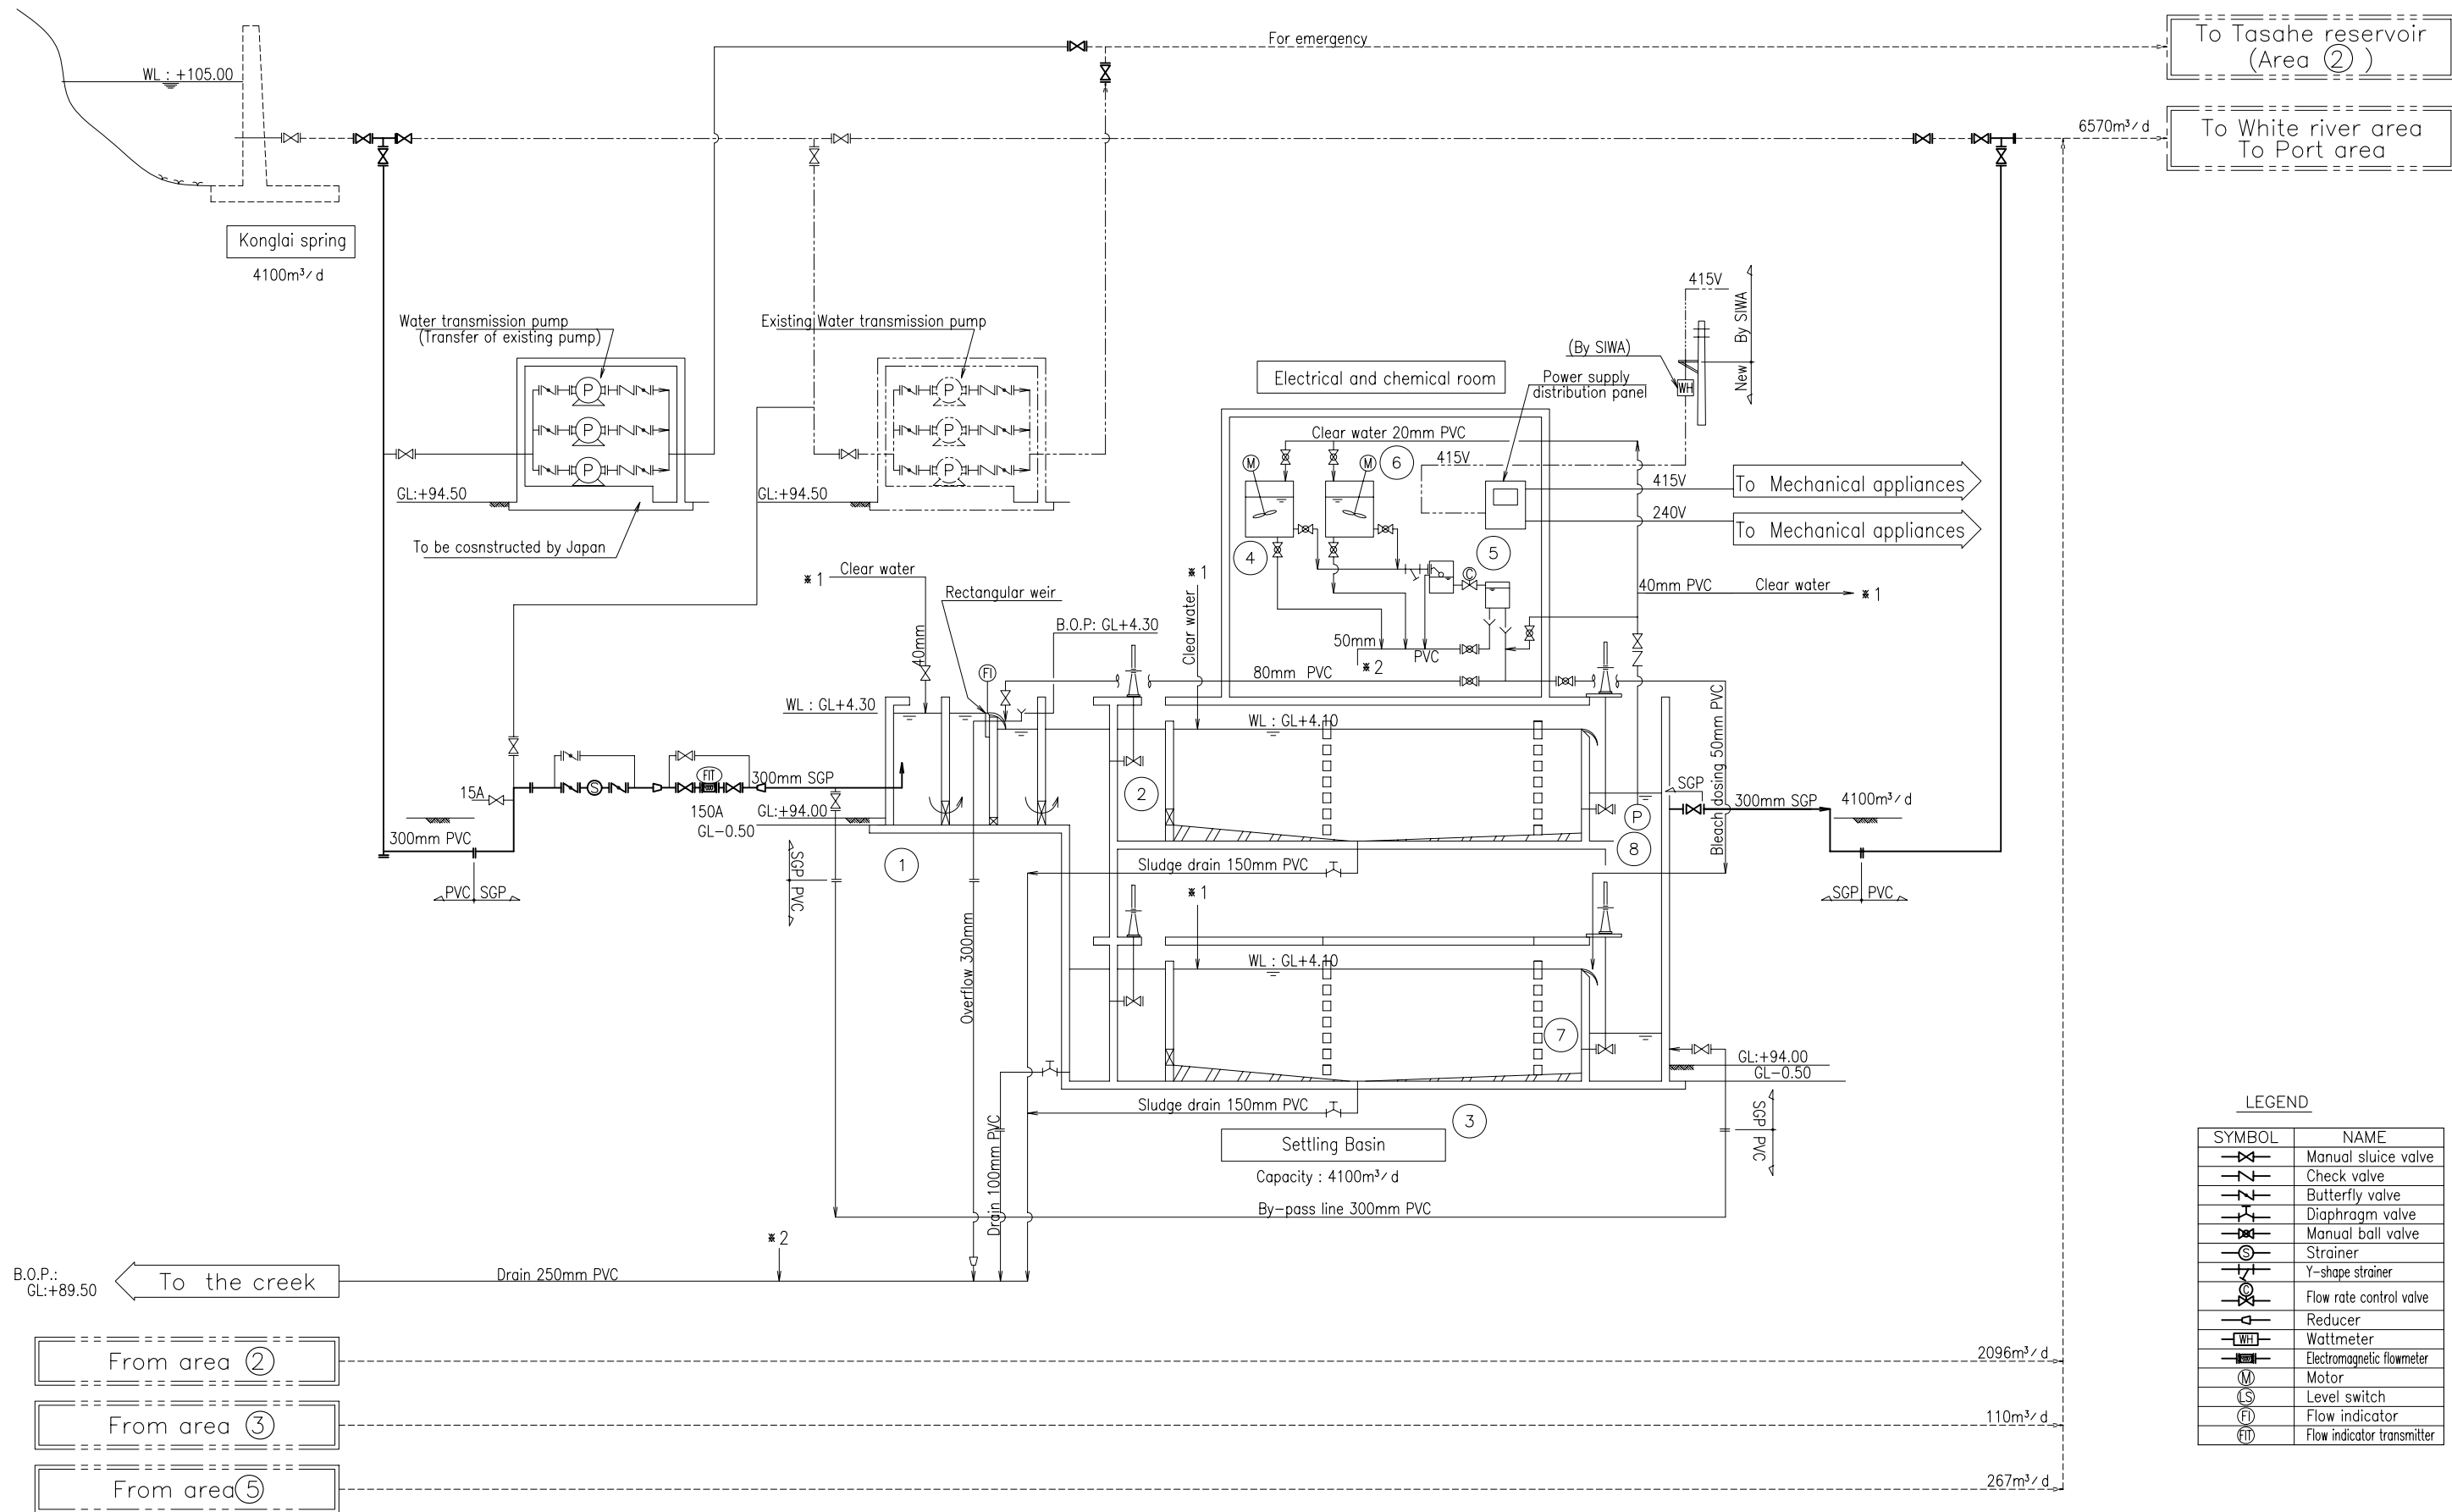 For emergency
To Tasahe reservoir
(Area ② )
WL : +105.00
6570m³/d
To White river area
To Port area
Konglai spring
4100m³/d
Water transmission pump
(Transfer of existing pump)
Existing Water transmission pump
P
P
P
P
P
P
GL:+94.50
GL:+94.50
To be cosnstructed by Japan
Electrical and chemical room
(By SIWA)
415V
New
By SIWA
WH
Power supply
distribution panel
Clear water 20mm PVC
M
M
⑥
415V
④
⑤
C
415V
To Mechanical appliances
240V
To Mechanical appliances
40mm PVC
Clear water
※1
※1
Clear water
40mm
Rectangular weir
B.O.P: GL+4.30
FI
※1
Clear water
50mm
PVC
※2
80mm PVC
WL : GL+4.30
WL : GL+4.10
Bleach dosing 50mm PVC
15A
300mm PVC
S
FIT
150A
300mm SGP
GL:+94.00
GL-0.50
PVC SGP
SGP PVC
①
②
P
⑧
SGP
300mm SGP
4100m³/d
SGP PVC
Sludge drain 150mm PVC
※1
Overflow 300mm
WL : GL+4.10
⑦
GL:+94.00
GL-0.50
Sludge drain 150mm PVC
③
Drain 100mm PVC
Settling Basin
Capacity : 4100m³/d
SGP PVC
By-pass line 300mm PVC
※2
B.O.P.:
GL:+89.50
To the creek
Drain 250mm PVC
From area ②
2096m³/d
From area ③
110m³/d
From area⑤
267m³/d
LEGEND
SYMBOL NAME
Manual sluice valve
Check valve
Butterfly valve
Diaphragm valve
Manual ball valve
S Strainer
Y-shape strainer
C Flow rate control valve
Reducer
WH Wattmeter
Electromagnetic flowmeter
M Motor
LS Level switch
FI Flow indicator
FIT Flow indicator transmitter